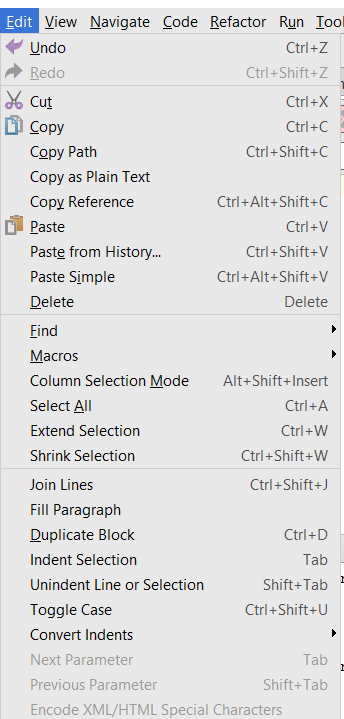 Edit View Navigate Code Refactor Run Tool
Undo Ctrl+Z
Redo Ctrl+Shift+Z
Cut Ctrl+X
Copy Ctrl+C
Copy Path Ctrl+Shift+C
Copy as Plain Text
Copy Reference Ctrl+Alt+Shift+C
Paste Ctrl+V
Paste from History... Ctrl+Shift+V
Paste Simple Ctrl+Alt+Shift+V
Delete Delete
Find
Macros
Column Selection Mode Alt+Shift+Insert
Select All Ctrl+A
Extend Selection Ctrl+W
Shrink Selection Ctrl+Shift+W
Join Lines Ctrl+Shift+J
Fill Paragraph
Duplicate Block Ctrl+D
Indent Selection Tab
Unindent Line or Selection Shift+Tab
Toggle Case Ctrl+Shift+U
Convert Indents
Next Parameter Tab
Previous Parameter Shift+Tab
Encode XML/HTML Special Characters